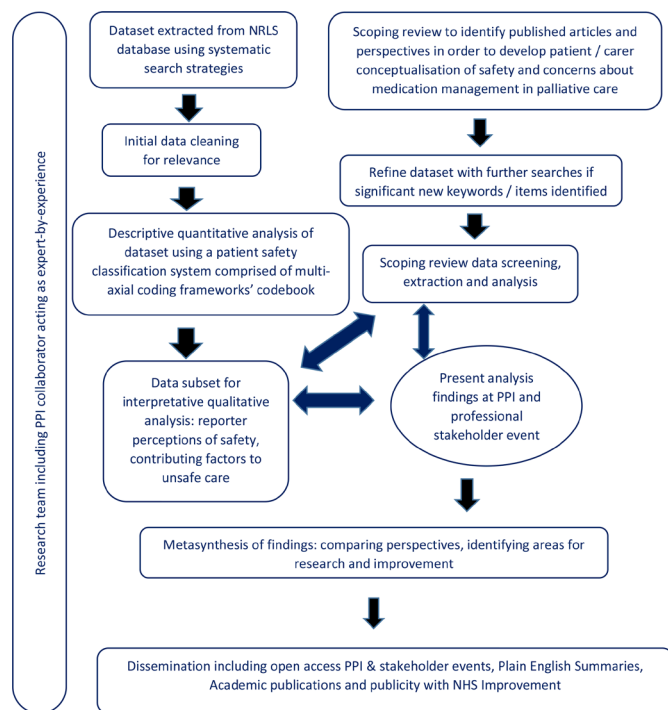 Research team including PPI collaborator acting as expert-by-experience
Dataset extracted from NRLS
database using systematic
search strategies
Initial data cleaning
for relevance
Descriptive quantitative analysis of
dataset using a patient safety
classification system comprised of multi-
axial coding frameworks’ codebook
Data subset for
interpretative qualitative
analysis: reporter
perceptions of safety,
contributing factors to
unsafe care
Scoping review to identify published articles and
perspectives in order to develop patient / carer
conceptualisation of safety and concerns about
medication management in palliative care
Refine dataset with further searches if
significant new keywords / items identified
Scoping review data screening,
extraction and analysis
Present analysis
findings at PPI and
professional
stakeholder event
Metasynthesis of findings: comparing perspectives, identifying areas for
research and improvement
Dissemination including open access PPI & stakeholder events, Plain English Summaries,
Academic publications and publicity with NHS Improvement